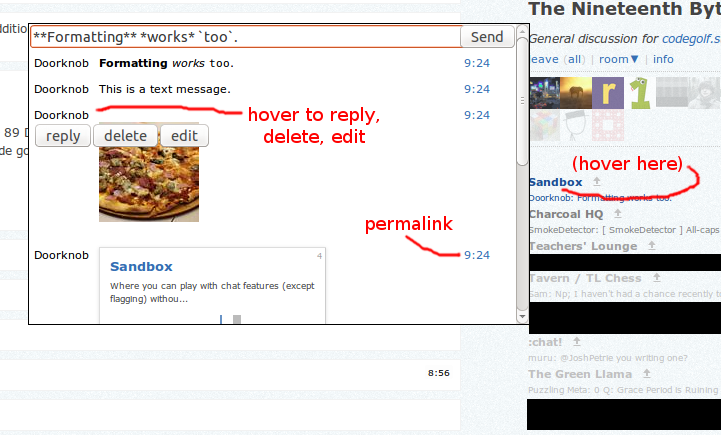 The Nineteenth Byt
General discussion for codegolf.s
leave (all) | room▼ | info
dditio
**Formatting** *works* `too`.
Send
Doorknob Formatting works too. 9:24
Doorknob This is a text message. 9:24
Doorknob 9:24
hover to reply,
delete, edit
reply delete edit
89 D
de go
permalink
Doorknob 9:24
4
Sandbox
Where you can play with chat features (except
flagging) withou...
8:56
(hover here)
Sandbox
Doorknob: Formatting works too.
Charcoal HQ
SmokeDetector: [ SmokeDetector ] All-caps
Teachers' Lounge
Tavern / TL Chess
Sam: Np; I haven't had a chance recently to
:chat!
muru: @JoshPetrie you writing one?
The Green Llama
Puzzling Meta: 0 Q: Grace Period is Ruining